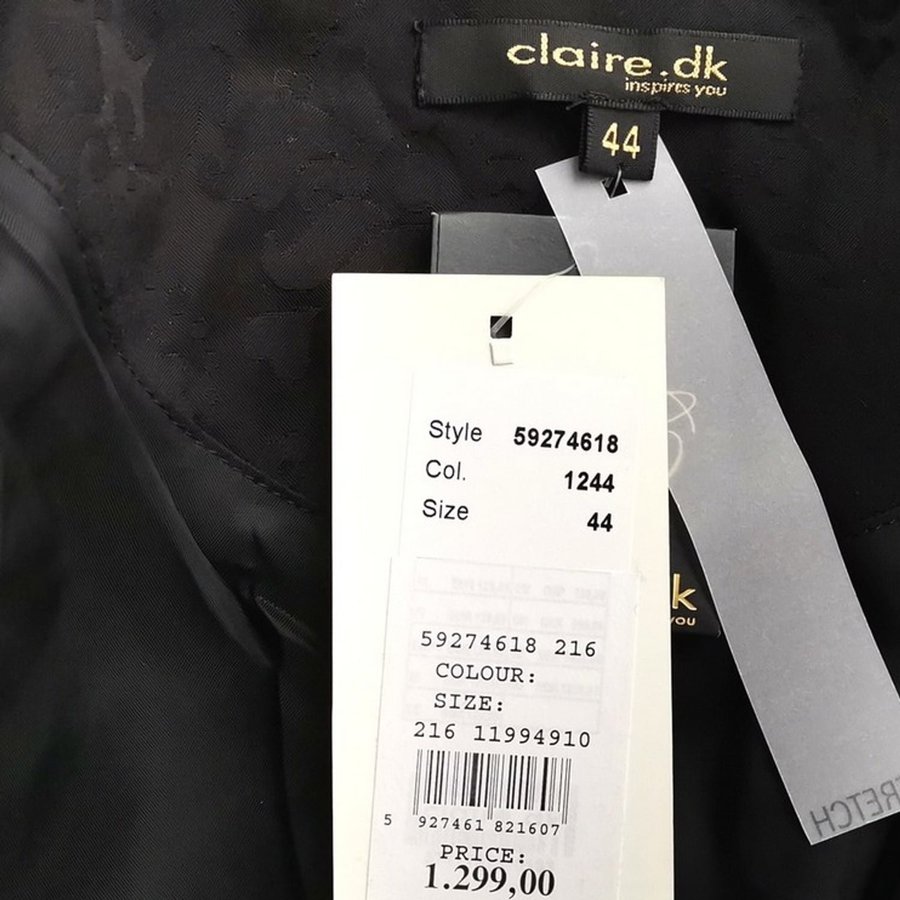 claire.dk
inspires you
44
Style 59274618
Col. 1244
Size 44
.dk
you
59274618 216
COLOUR:
SIZE:
216 11994910
5 927461 821607
PRICE:
1.299,00
RETCH